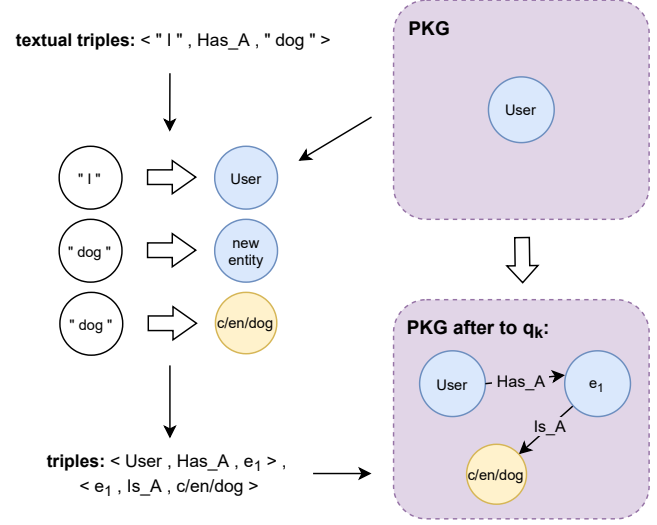 textual triples: < " I " , Has_A , " dog " >
PKG
User
" I "
User
" dog "
new
entity
" dog "
c/en/dog
PKG after to qk:
User
Has_A
e1
Is_A
c/en/dog
triples: < User , Has_A , e1 > ,
< e1 , Is_A , c/en/dog >